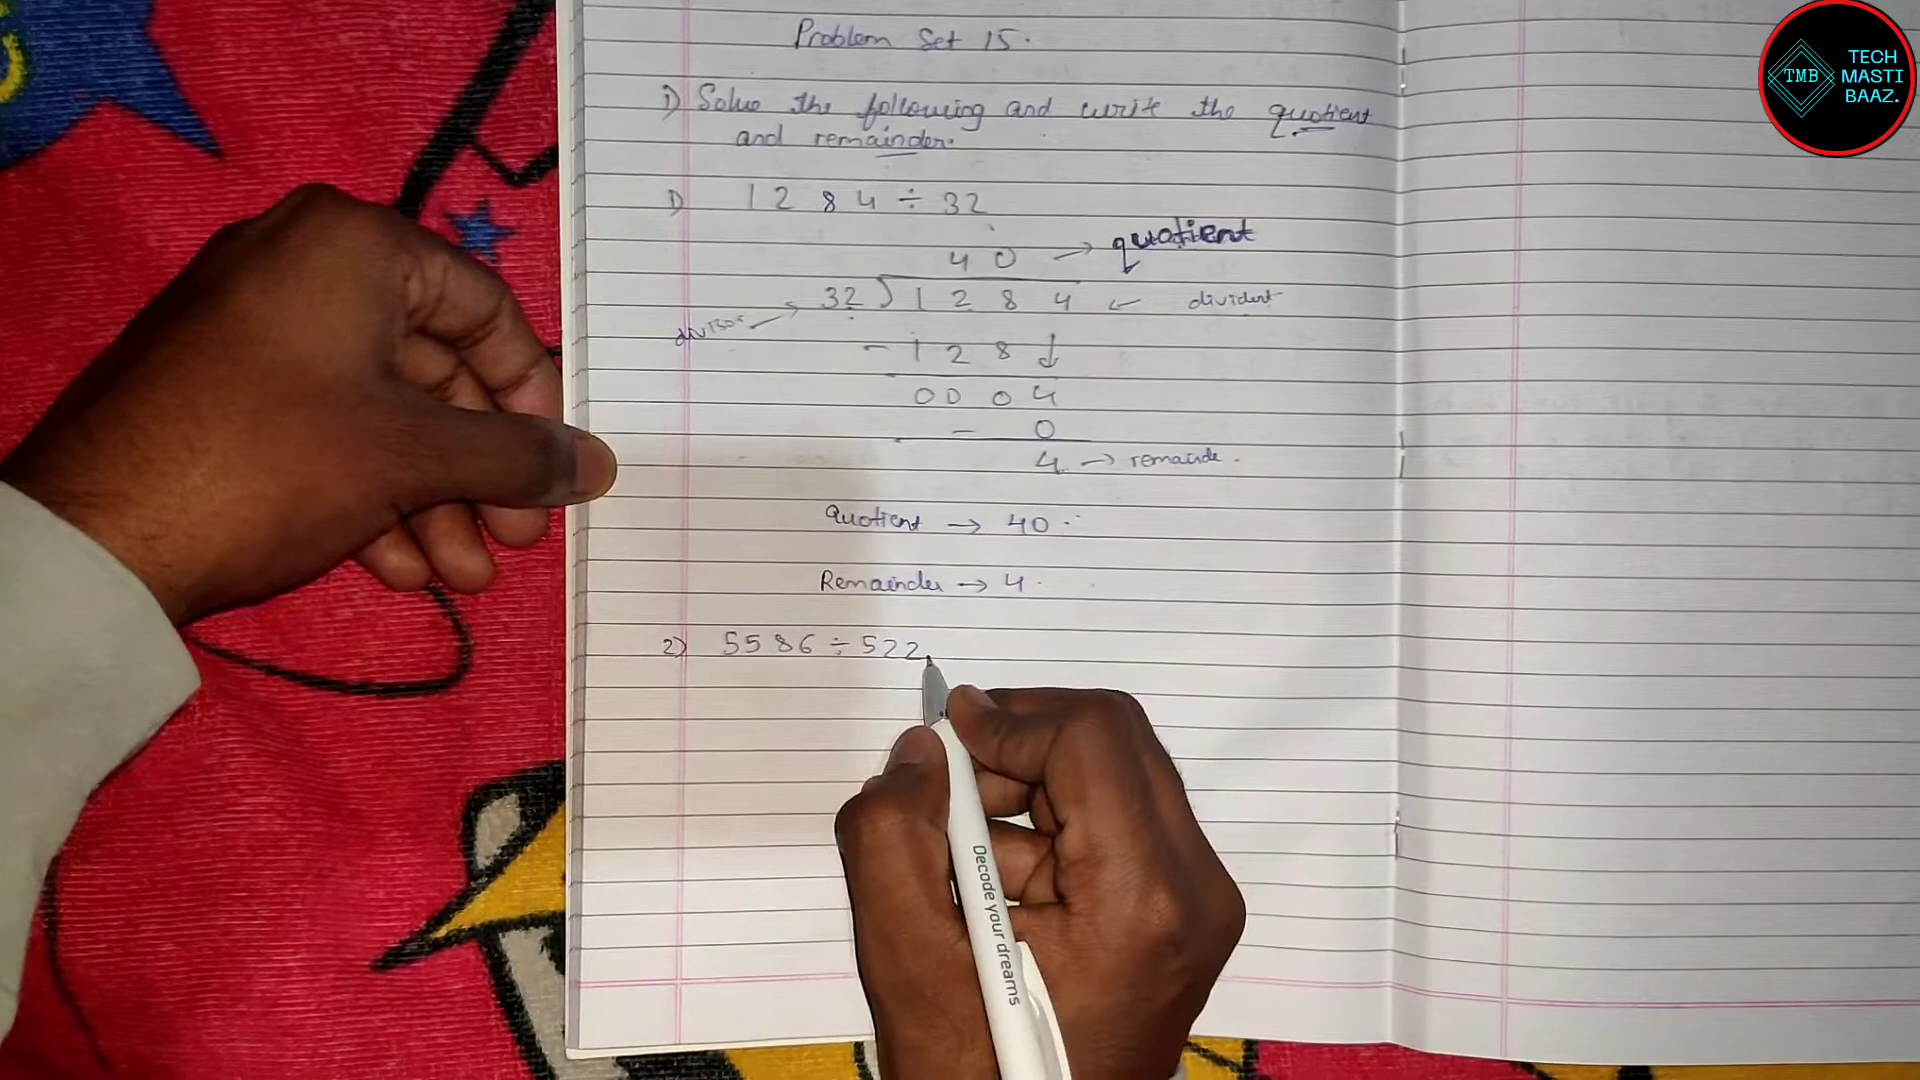 Problem Set 15.
1) Solve the following and write the quotient
and remainder.
1) 1284 ÷ 32
40 → quotient
32)1284 ← divident
divisor →
- 128↓
0004
- 0
4 → remainde.
Quotient → 40.
Remainder → 4.
2) 5586 ÷ 522
Decode your dreams
TMB
TECH
MASTI
BAAZ.